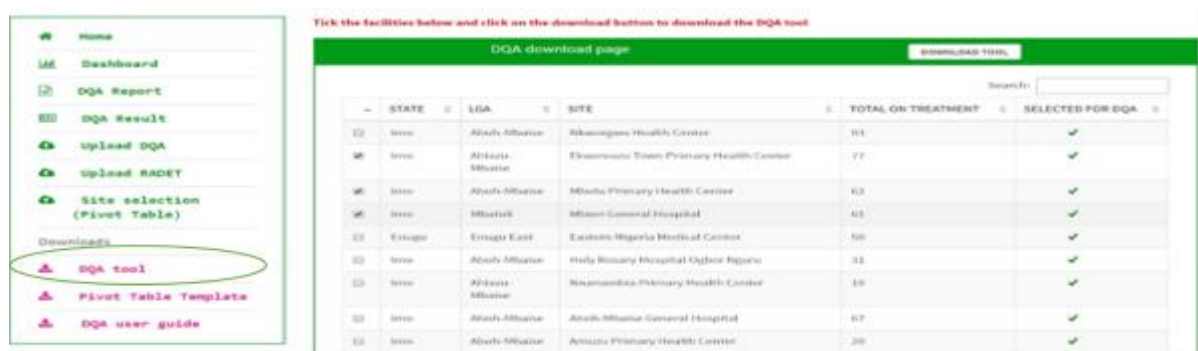 Home
Dashboard
DQA Report
DQA Result
Upload DQA
Upload RADET
Site selection
(Pivot Table)
Downloads
DQA tool
Pivot Table Template
DQA user guide
Tick the facilities below and click on the download button to download the DQA tool
DQA download page
DOWNLOAD TOOL
Search:
STATE LGA SITE TOTAL ON TREATMENT SELECTED FOR DQA
Imo Aboh-Mbaise Health Center
Imo Ahiazu- Town Primary Health Center 77
Mbaise
Imo Aboh-Mbaise Mbutu Primary Health Center 62
Imo Mbaitoli Mbieri General Hospital 61
Enugu Enugu East Eastern Nigeria Medical Center 50
Imo Aboh-Mbaise Holy Rosary Hospital Ogbor Nguru 31
Imo Ahiazu- Primary Health Center 19
Mbaise
Imo Aboh-Mbaise Aboh-Mbaise General Hospital 67
Imo Aboh-Mbaise Amuzu Primary Health Center 20